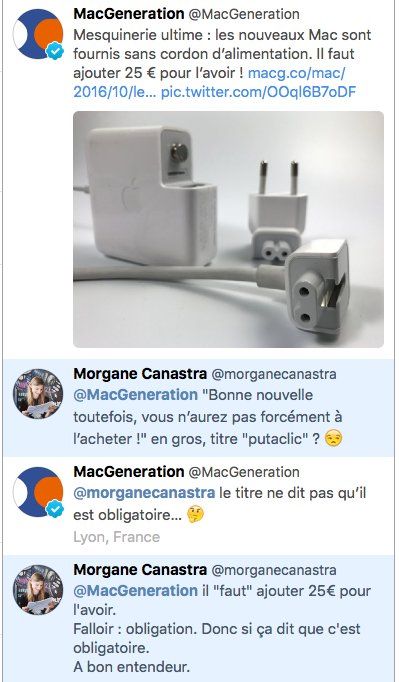 MacGeneration @MacGeneration
Mesquinerie ultime : les nouveaux Mac sont
fournis sans cordon d’alimentation. Il faut
ajouter 25 € pour l’avoir ! macg.co/mac/
2016/10/le... pic.twitter.com/OOql6B7oDF
Morgane Canastra @morganecanastra
@MacGeneration "Bonne nouvelle
toutefois, vous n’aurez pas forcément à
l’acheter !" en gros, titre "putaclic" ? 😒
MacGeneration @MacGeneration
@morganecanastra le titre ne dit pas qu’il
est obligatoire... 🤔
Lyon, France
Morgane Canastra @morganecanastra
@MacGeneration il "faut" ajouter 25€ pour
l'avoir.
Falloir : obligation. Donc si ça dit que c'est
obligatoire.
A bon entendeur.